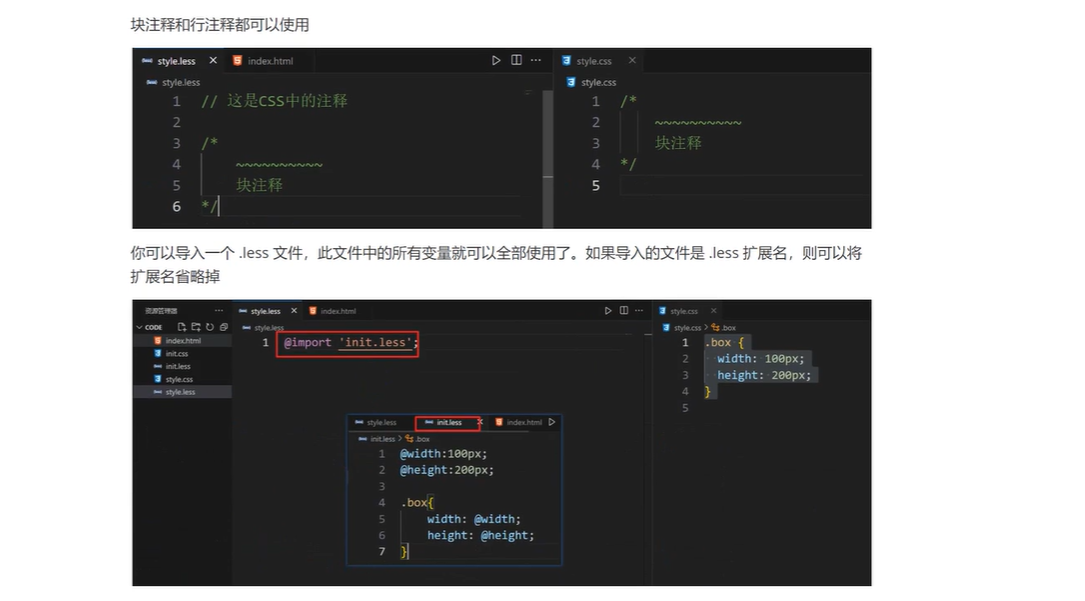 块注释和行注释都可以使用
style.less
index.html
style.less
1 // 这是CSS中的注释
2
3 /*
4 ~~~~~~~~~~
5 块注释
6 */
style.css
style.css
1 /*
2 ~~~~~~~~~~
3 块注释
4 */
5
你可以导入一个 .less 文件，此文件中的所有变量就可以全部使用了。如果导入的文件是 .less 扩展名，则可以将
扩展名省略掉
资源管理器
CODE
index.html
init.css
init.less
style.css
style.less
style.less
index.html
style.less
1 @import 'init.less';
style.less
init.less
index.html
init.less > .box
1 @width:100px;
2 @height:200px;
3
4 .box{
5 width: @width;
6 height: @height;
7 }
style.css
style.css > .box
1 .box {
2 width: 100px;
3 height: 200px;
4 }
5